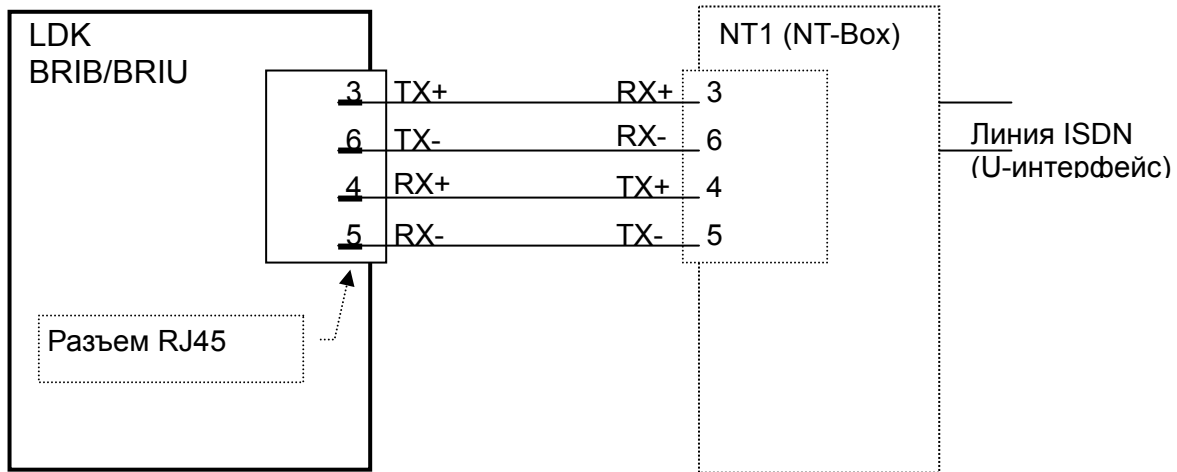 LDK
BRIB/BRIU
NT1 (NT-Box)
3 TX+ RX+ 3
6 TX- RX- 6
4 RX+ TX+ 4
5 RX- TX- 5
Линия ISDN
(U-интерфейс)
Разъем RJ45